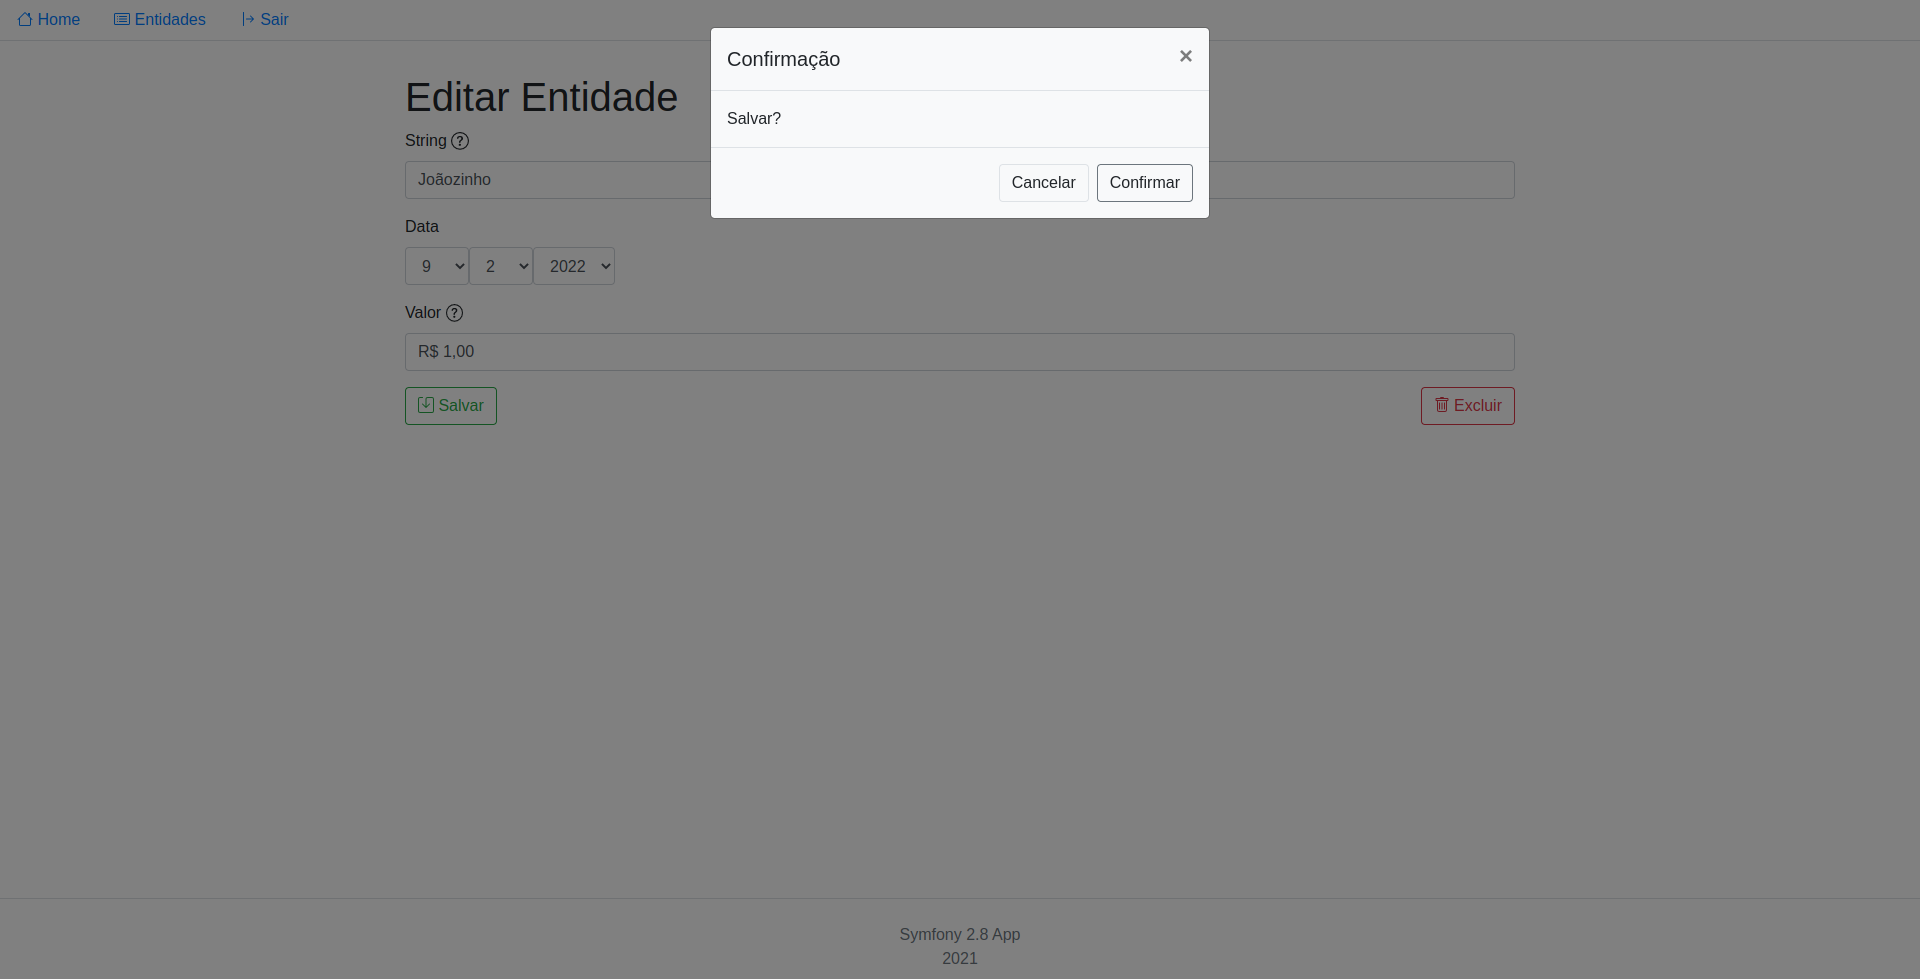 Home Entidades Sair
Confirmação ×
Salvar?
Cancelar Confirmar
Editar Entidade
String ?
Joãozinho
Data
9 2 2022
Valor ?
R$ 1,00
Salvar Excluir
Symfony 2.8 App
2021